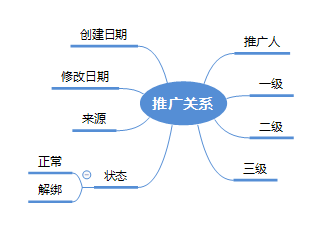 推广关系
创建日期
修改日期
来源
状态
正常
解绑
推广人
一级
二级
三级